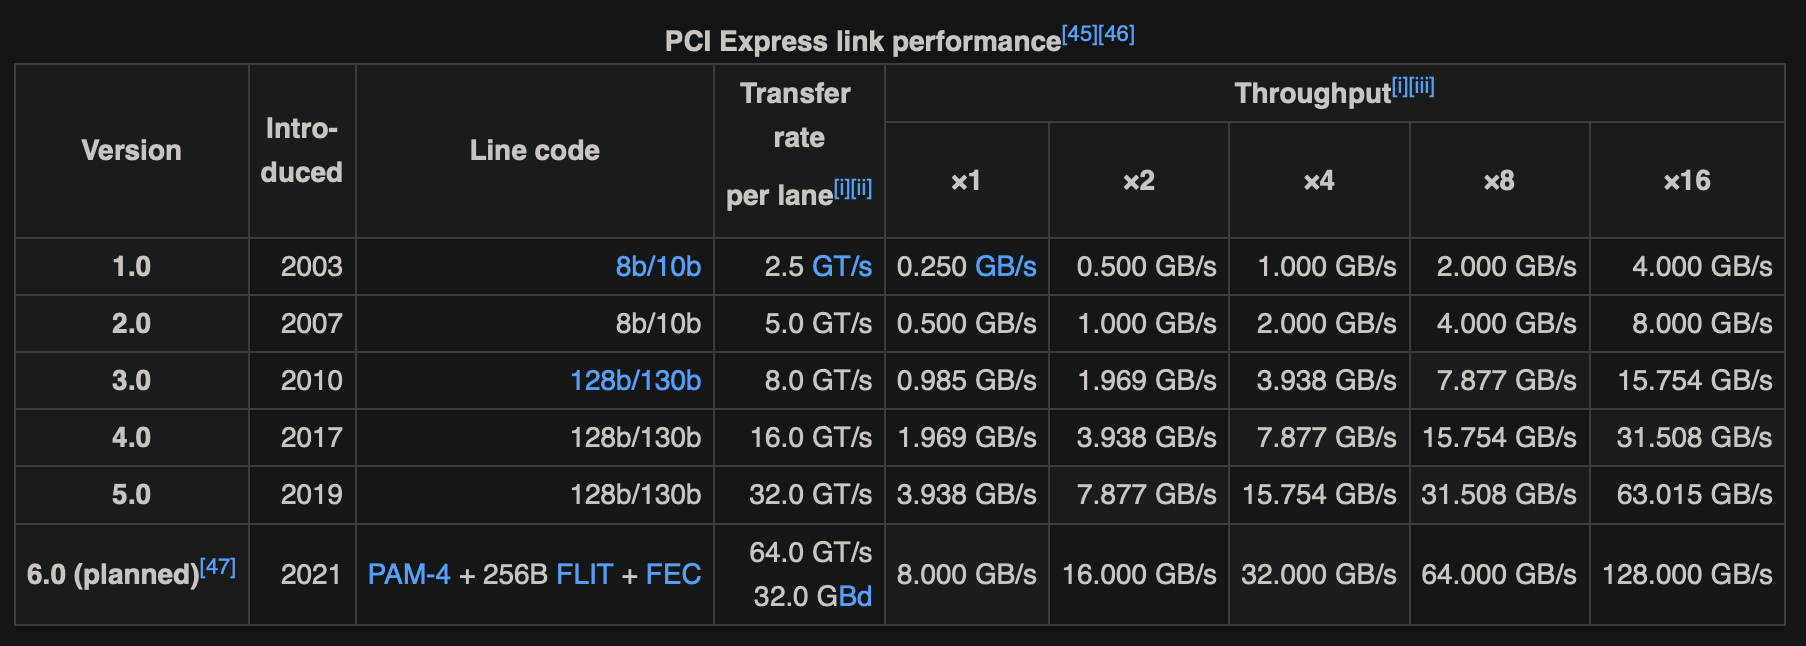 PCI Express link performance[45][46]
Version
Intro-
duced
Line code
Transfer
rate
per lane[i][ii]
Throughput[i][iii]
×1 ×2 ×4 ×8 ×16
1.0 2003 8b/10b 2.5 GT/s 0.250 GB/s 0.500 GB/s 1.000 GB/s 2.000 GB/s 4.000 GB/s
2.0 2007 8b/10b 5.0 GT/s 0.500 GB/s 1.000 GB/s 2.000 GB/s 4.000 GB/s 8.000 GB/s
3.0 2010 128b/130b 8.0 GT/s 0.985 GB/s 1.969 GB/s 3.938 GB/s 7.877 GB/s 15.754 GB/s
4.0 2017 128b/130b 16.0 GT/s 1.969 GB/s 3.938 GB/s 7.877 GB/s 15.754 GB/s 31.508 GB/s
5.0 2019 128b/130b 32.0 GT/s 3.938 GB/s 7.877 GB/s 15.754 GB/s 31.508 GB/s 63.015 GB/s
6.0 (planned)[47] 2021 PAM-4 + 256B FLIT + FEC 64.0 GT/s
32.0 GBd
8.000 GB/s 16.000 GB/s 32.000 GB/s 64.000 GB/s 128.000 GB/s